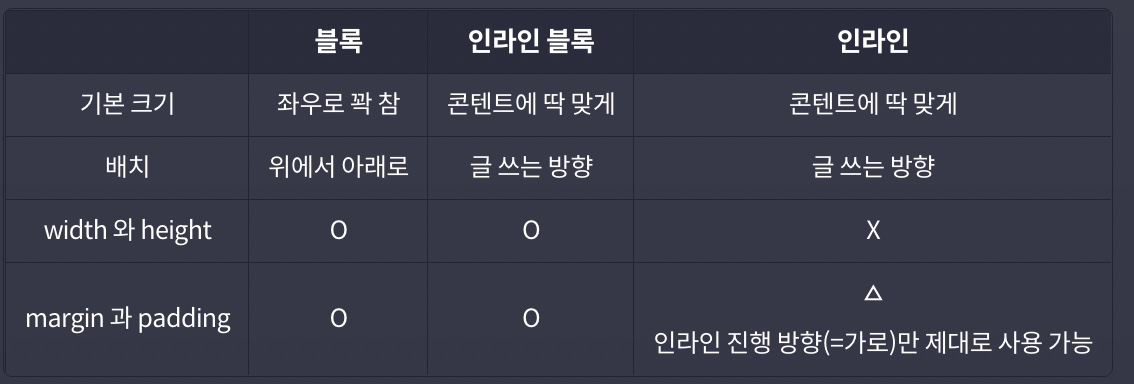 블록 인라인 블록 인라인
기본 크기 좌우로 꽉 참 콘텐트에 딱 맞게 콘텐트에 딱 맞게
배치 위에서 아래로 글 쓰는 방향 글 쓰는 방향
width 와 height O O X
margin 과 padding O O △
인라인 진행 방향(=가로)만 제대로 사용 가능